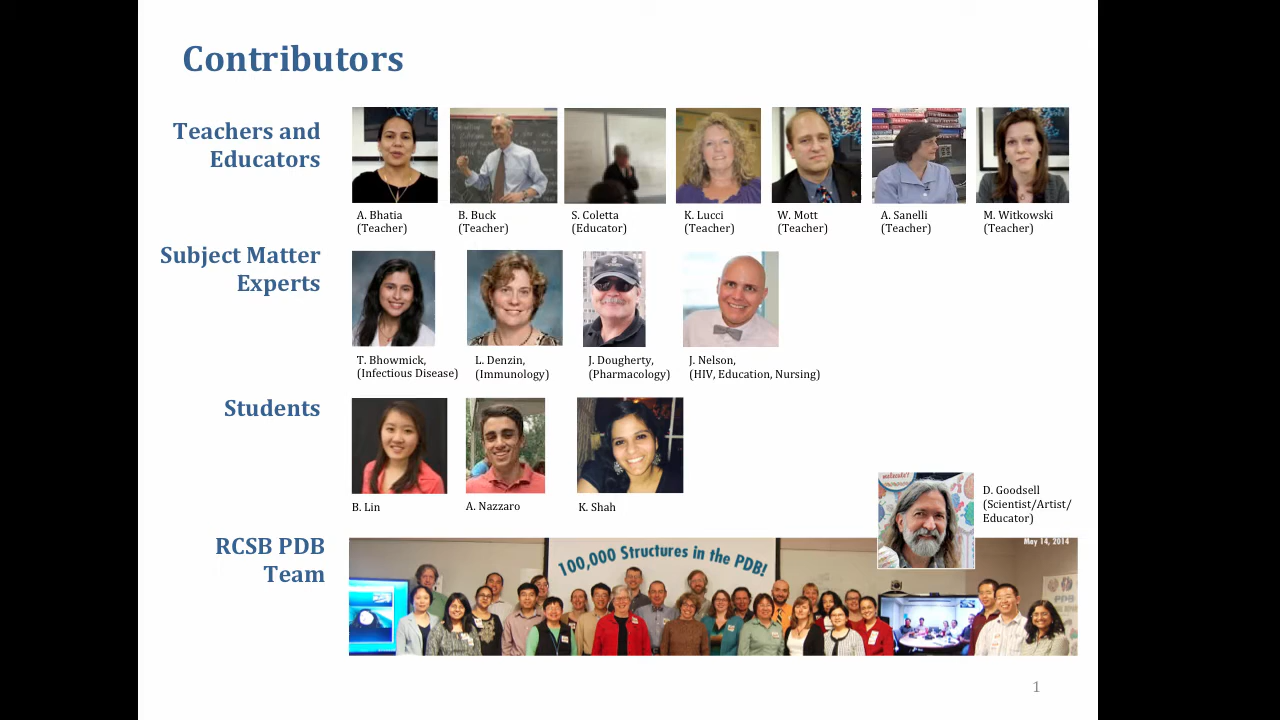 Contributors
Teachers and
Educators
A. Bhatia
(Teacher)
B. Buck
(Teacher)
S. Coletta
(Educator)
K. Lucci
(Teacher)
W. Mott
(Teacher)
A. Sanelli
(Teacher)
M. Witkowski
(Teacher)
Subject Matter
Experts
T. Bhowmick,
(Infectious Disease)
L. Denzin,
(Immunology)
J. Dougherty,
(Pharmacology)
J. Nelson,
(HIV, Education, Nursing)
Students
B. Lin
A. Nazzaro
K. Shah
molecule?
D. Goodsell
(Scientist/Artist/
Educator)
RCSB PDB
Team
100,000 Structures in the PDB!
May 14, 2014
PDB
1